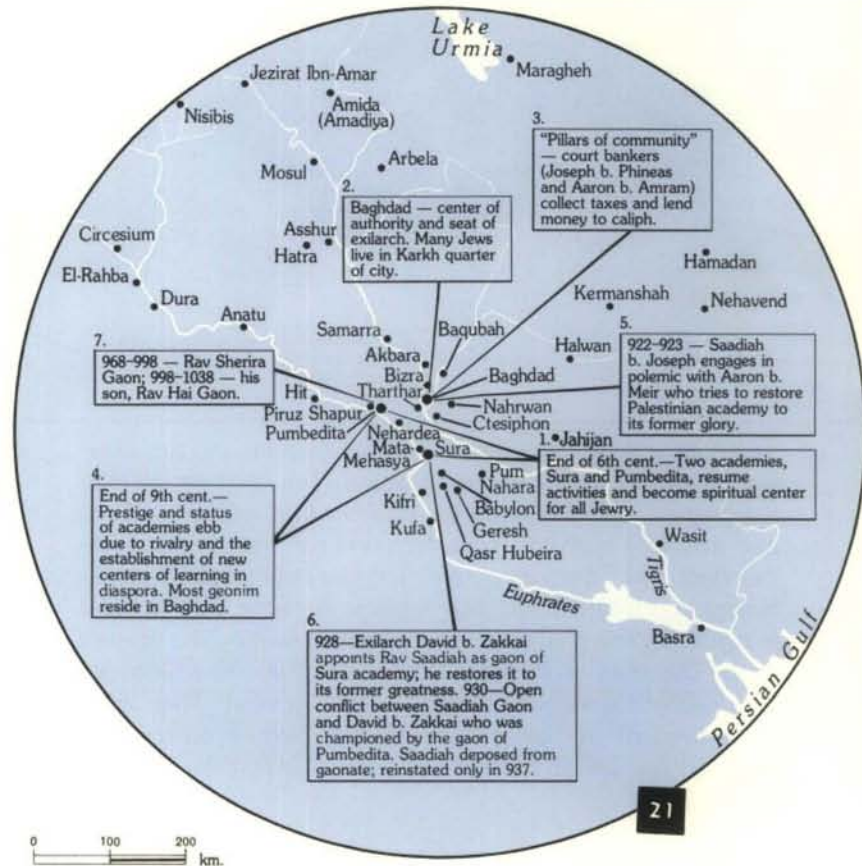 Lake
Urmia
Maragheh
Jezirat Ibn-Amar
Amida
(Amadiya)
Nisibis
Mosul
Arbela
3.
"Pillars of community"
— court bankers
(Joseph b. Phineas
and Aaron b. Amram)
collect taxes and lend
money to caliph.
2.
Baghdad — center of
authority and seat of
exilarch. Many Jews
live in Karkh quarter
of city.
Asshur
Hatra
Circesium
El-Rahba
Dura
Anatu
Hamadan
Kermanshah
Nehavend
Samarra
Baqubah
Halwan
Akbara
Bizra
Baghdad
Tharthar
7.
968–998 — Rav Sherira
Gaon; 998–1038 — his
son, Rav Hai Gaon.
5.
922–923 — Saadiah
b. Joseph engages in
polemic with Aaron b.
Meir who tries to restore
Palestinian academy to
its former glory.
Hit
Piruz Shapur
Pumbedita
Nahrwan
Ctesiphon
Nehardea
Mata-
Mehasya
Sura
Jahijan
1.
End of 6th cent.—Two academies,
Sura and Pumbedita, resume
activities and become spiritual center
for all Jewry.
4.
End of 9th cent.—
Prestige and status
of academies ebb
due to rivalry and the
establishment of new
centers of learning in
diaspora. Most geonim
reside in Baghdad.
Pum
Nahara
Kifri
Babylon
Kufa
Geresh
Qasr Hubeira
Wasit
Tigris
Euphrates
Basra
Persian Gulf
6.
928—Exilarch David b. Zakkai
appoints Rav Saadiah as gaon of
Sura academy; he restores it to
its former greatness. 930—Open
conflict between Saadiah Gaon
and David b. Zakkai who was
championed by the gaon of
Pumbedita. Saadiah deposed from
gaonate; reinstated only in 937.
21
0 100 200
km.